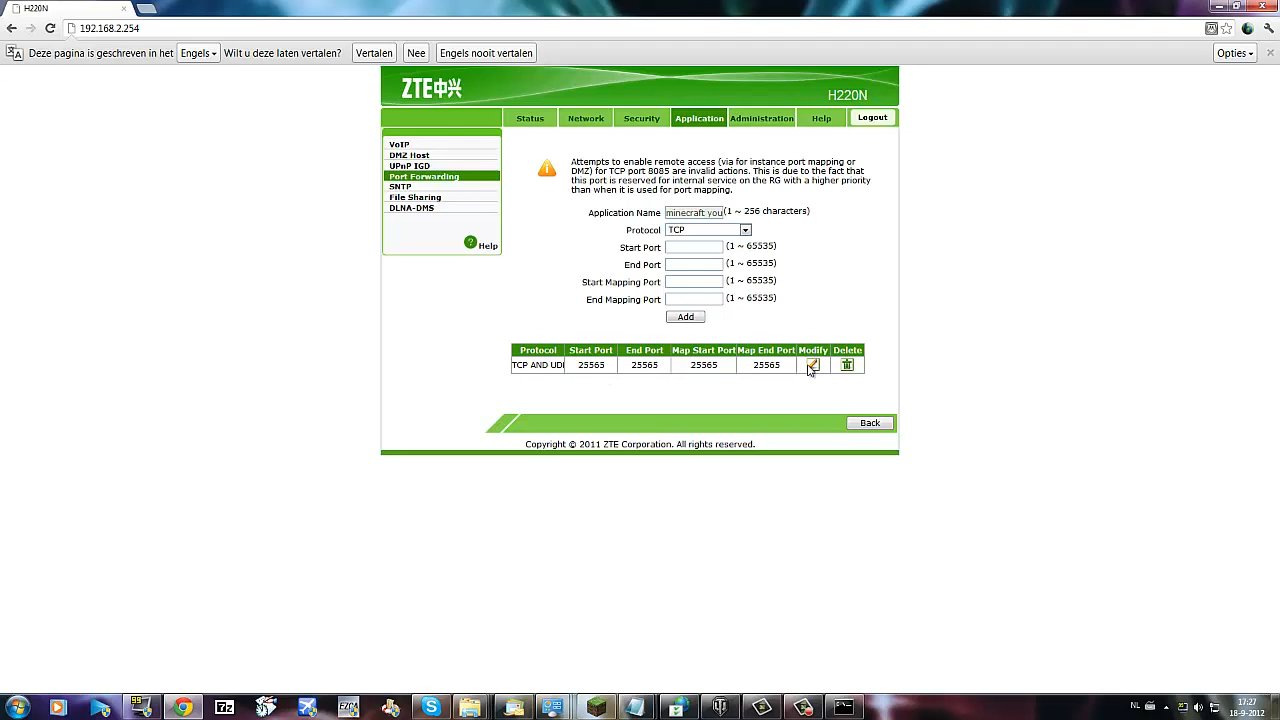 H220N
192.168.2.254
Deze pagina is geschreven in het Engels Wilt u deze laten vertalen? Vertalen Nee Engels nooit vertalen Opties
ZTE中兴
H220N
Status Network Security Application Administration Help Logout
VoIP
DMZ Host
UPnP IGD
Port Forwarding
SNTP
File Sharing
DLNA-DMS
Help
Attempts to enable remote access (via for instance port mapping or
DMZ) for TCP port 8085 are invalid actions. This is due to the fact that
this port is reserved for internal service on the RG with a higher priority
than when it is used for port mapping.
Application Name minecraft you (1 ~ 256 characters)
Protocol TCP
Start Port (1 ~ 65535)
End Port (1 ~ 65535)
Start Mapping Port (1 ~ 65535)
End Mapping Port (1 ~ 65535)
Add
Protocol Start Port End Port Map Start Port Map End Port Modify Delete
TCP AND UDP 25565 25565 25565 25565
Back
Copyright © 2011 ZTE Corporation. All rights reserved.
7z
EZCA
99
NL
17:27
18-9-2012